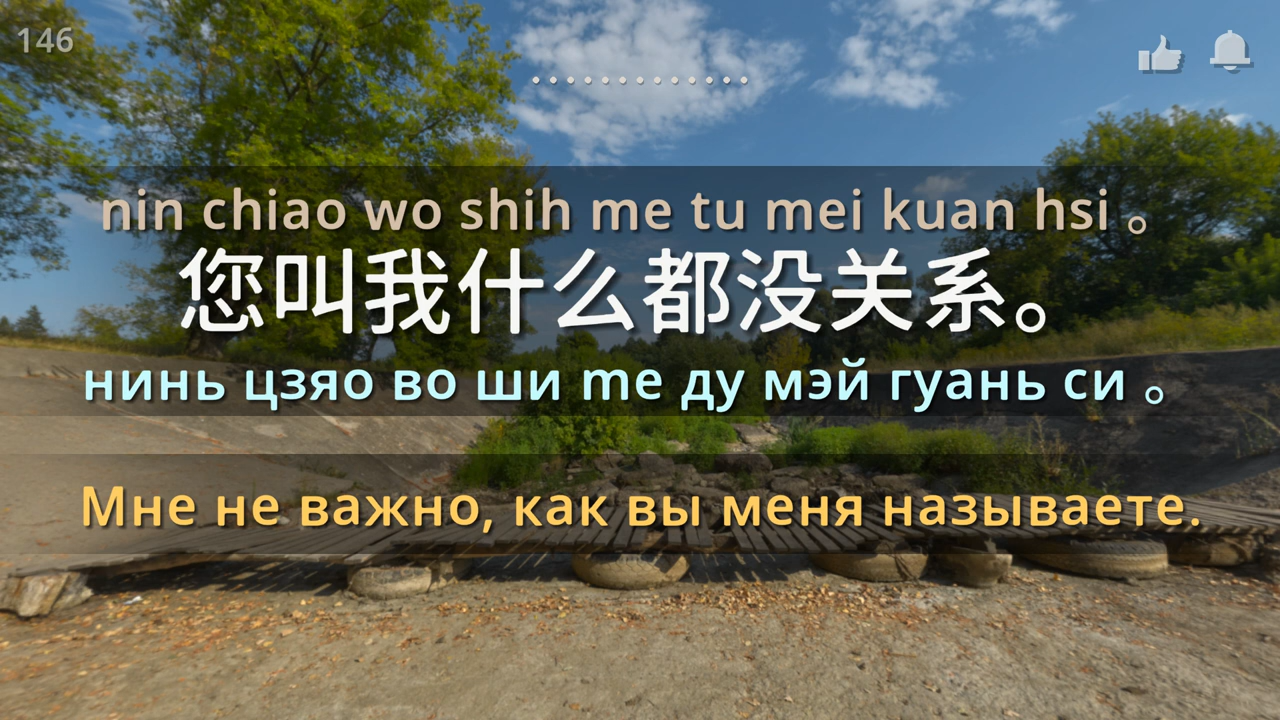 146
nin chiao wo shih me tu mei kuan hsi 。
您叫我什么都没关系。
нинь цзяо во ши me ду мэй гуань си 。
Мне не важно, как вы меня называете.